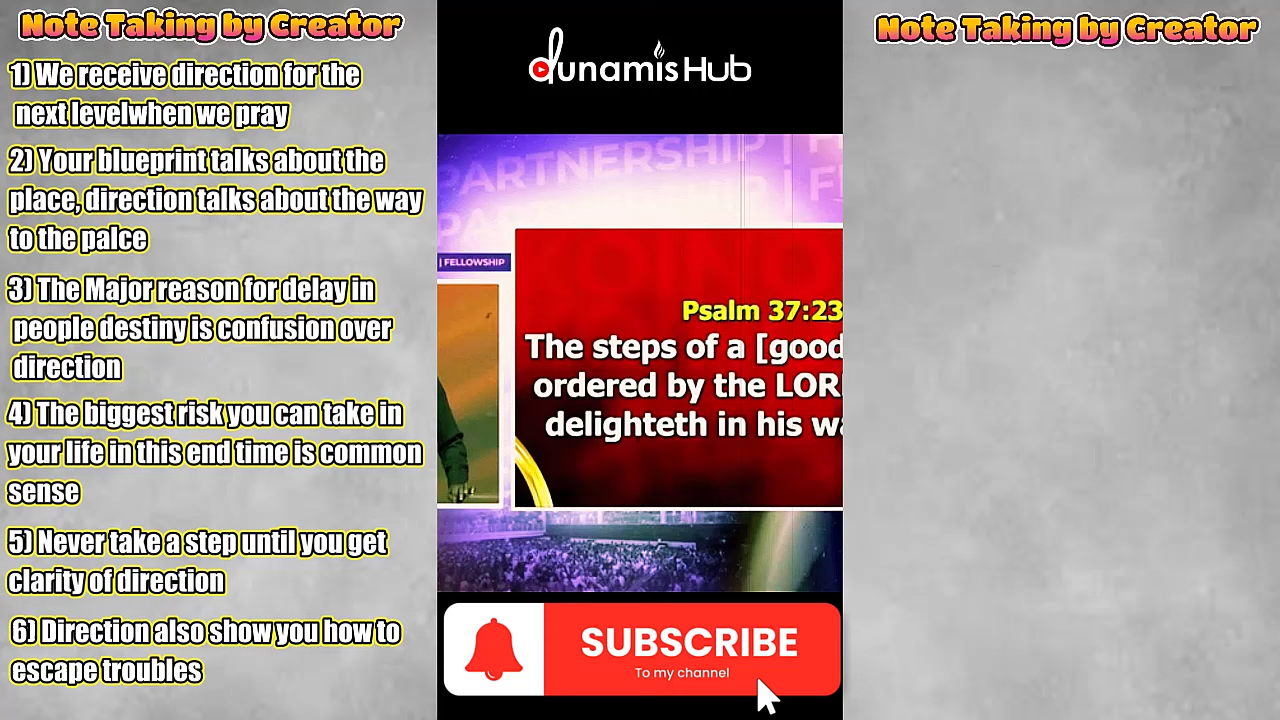 Note Taking by Creator
1) We receive direction for the
next levelwhen we pray
2) Your blueprint talks about the
place, direction talks about the way
to the palce
3) The Major reason for delay in
people destiny is confusion over
direction
4) The biggest risk you can take in
your life in this end time is common
sense
5) Never take a step until you get
clarity of direction
6) Direction also show you how to
escape troubles
dunamis HUB
PARTNERSHIP |
| FELLOWSHIP
KOINO
Psalm 37:23
The steps of a [good
ordered by the LOR
delighteth in his wa
SUBSCRIBE
To my channel
Note Taking by Creator